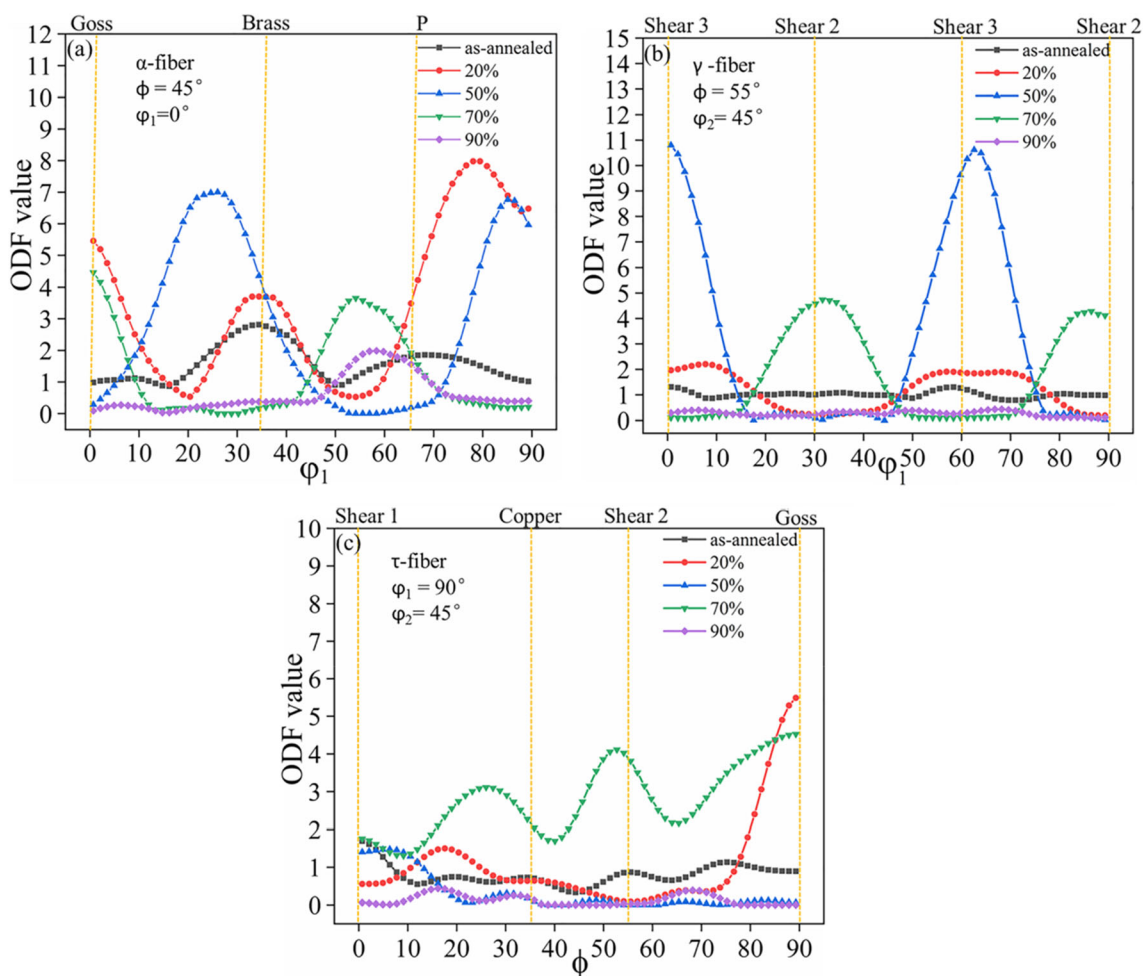 Goss Brass P
(a)
α-fiber
ϕ = 45°
φ₁=0°
as-annealed
20%
50%
70%
90%
12
11
10
9
8
7
6
5
4
3
2
1
0
ODF value
0 10 20 30 40 50 60 70 80 90
φ₁
Shear 3 Shear 2 Shear 3 Shear 2
(b)
γ -fiber
ϕ = 55°
φ₂= 45°
as-annealed
20%
50%
70%
90%
15
14
13
12
11
10
9
8
7
6
5
4
3
2
1
0
ODF value
0 10 20 30 40 50 60 70 80 90
φ₁
Shear 1 Copper Shear 2 Goss
(c)
τ-fiber
φ₁ = 90°
φ₂= 45°
as-annealed
20%
50%
70%
90%
10
9
8
7
6
5
4
3
2
1
0
ODF value
0 10 20 30 40 50 60 70 80 90
ϕ